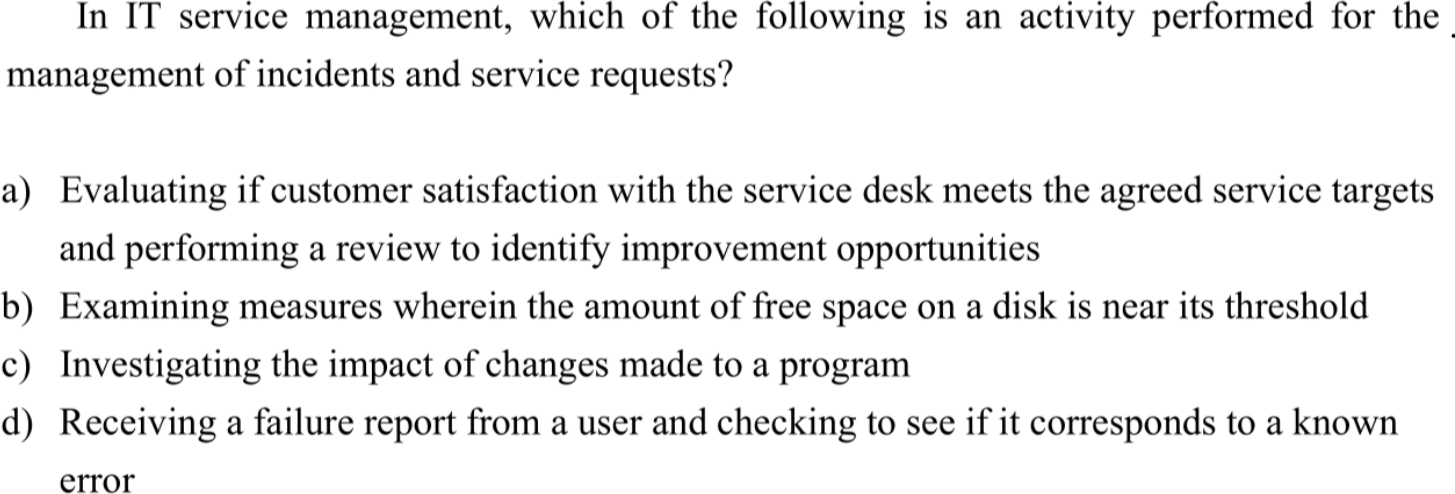 In IT service management, which of the following is an activity performed for the
management of incidents and service requests?
a) Evaluating if customer satisfaction with the service desk meets the agreed service targets
and performing a review to identify improvement opportunities
b) Examining measures wherein the amount of free space on a disk is near its threshold
c) Investigating the impact of changes made to a program
d) Receiving a failure report from a user and checking to see if it corresponds to a known
error